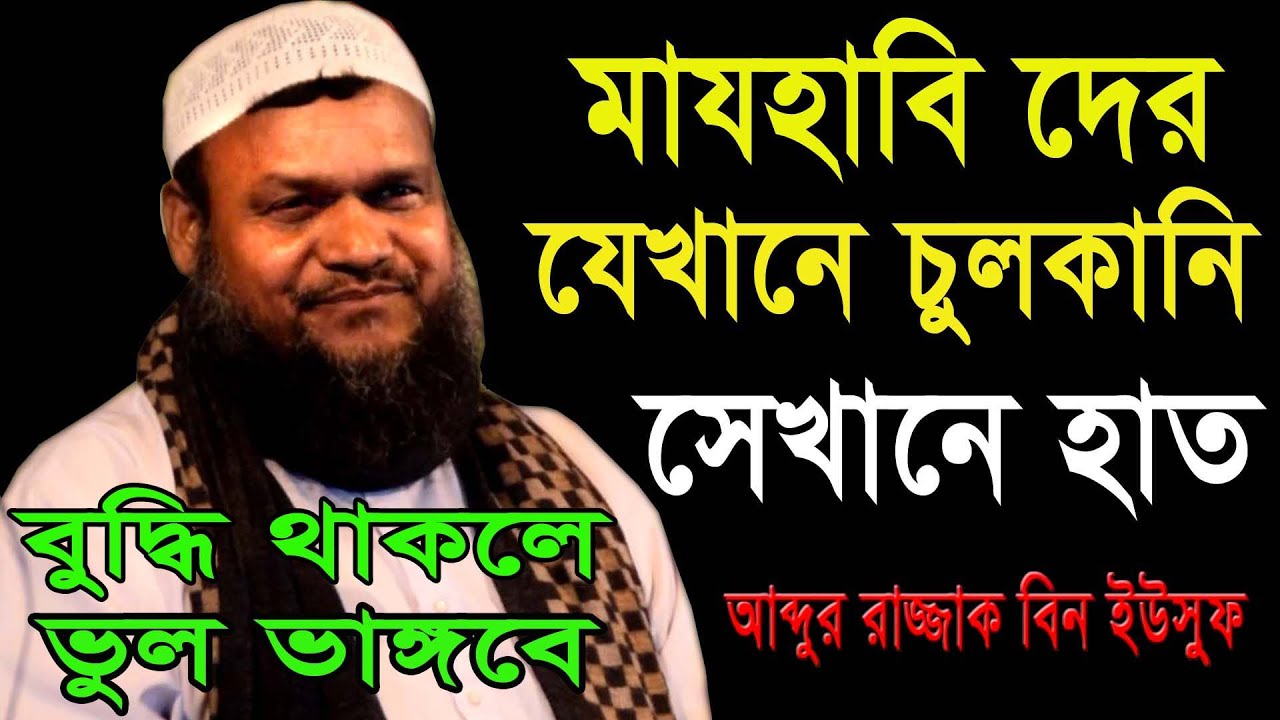 মাযহাবি দের
যেখানে চুলকানি
সেখানে হাত
বুদ্ধি থাকলে
ভুল ভাঙ্গবে
আব্দুর রাজ্জাক বিন ইউসুফ